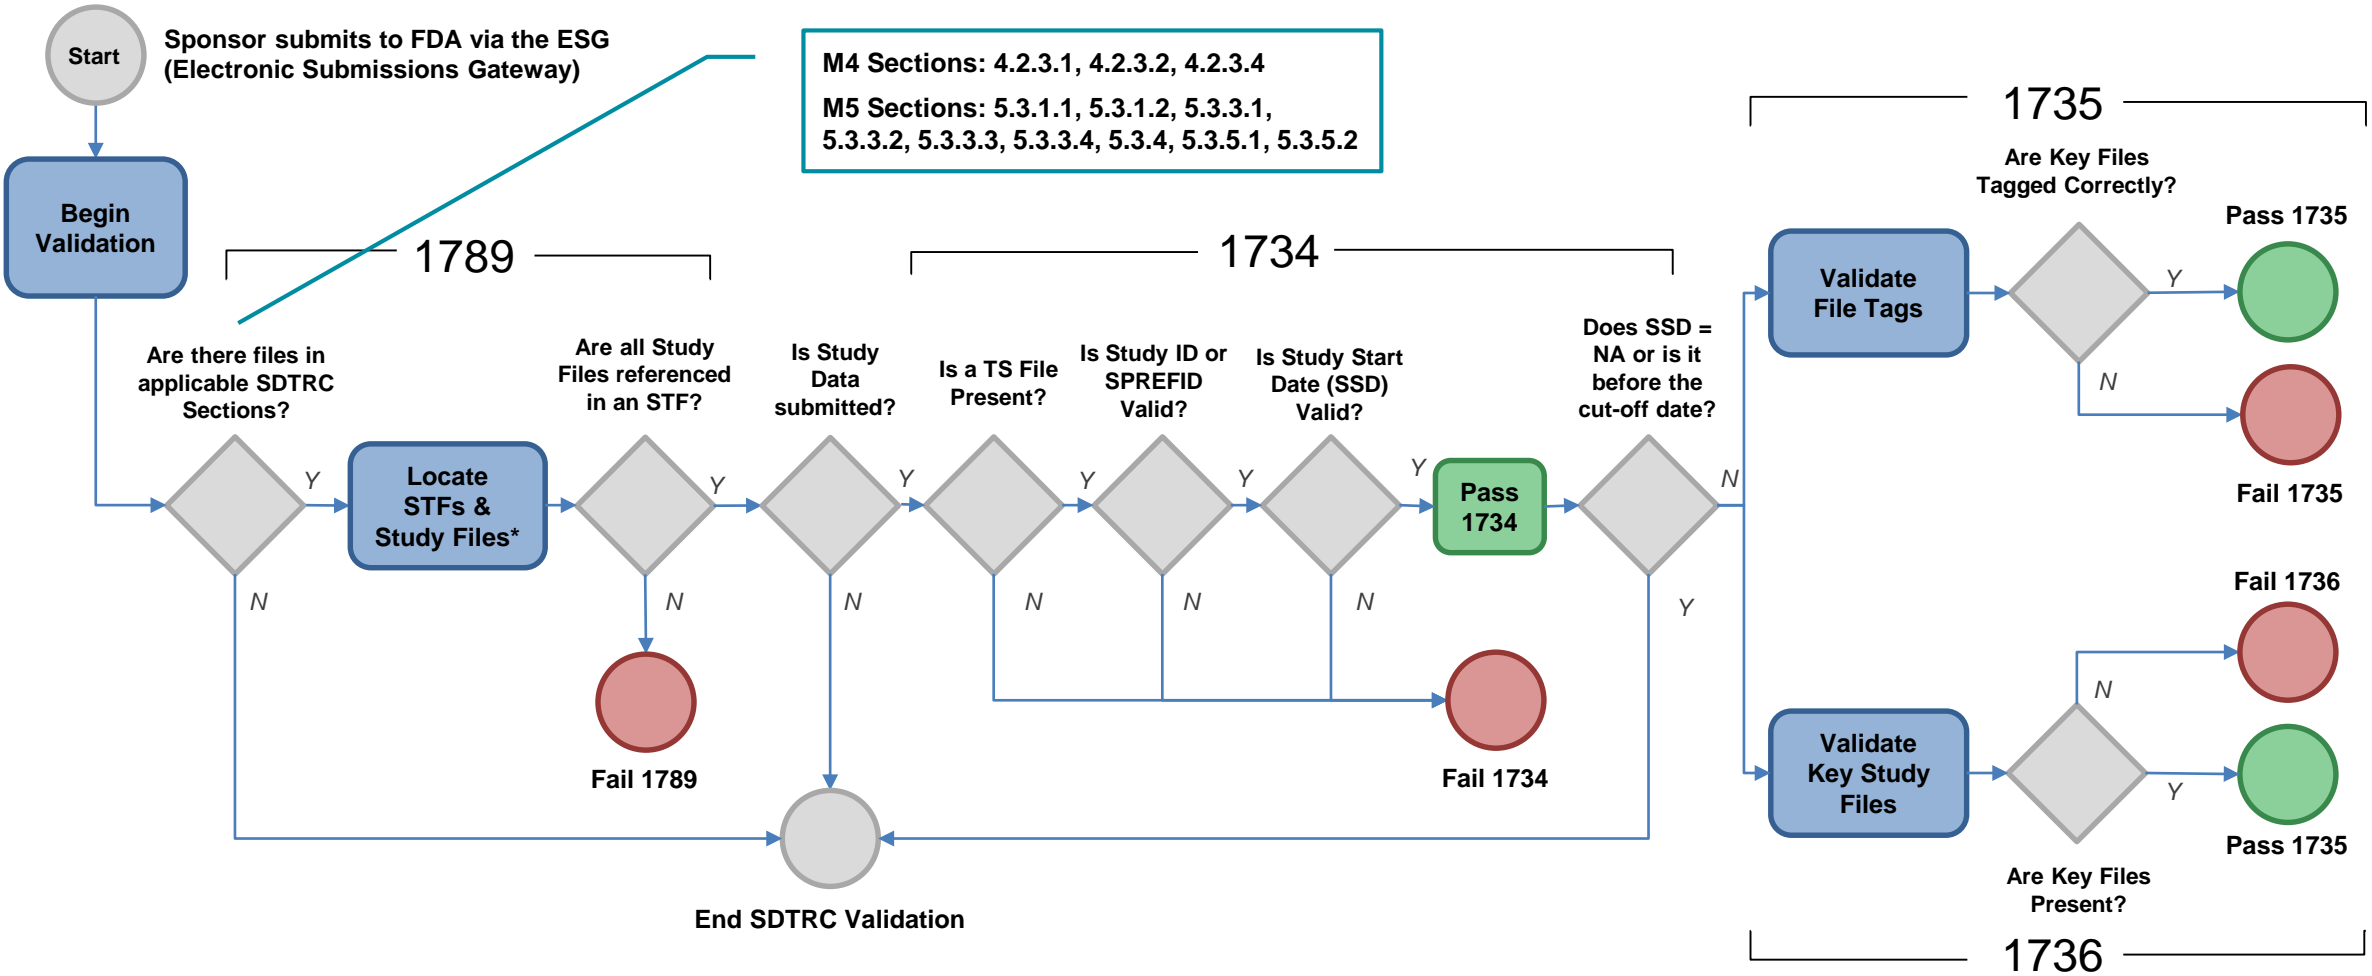 Start
Sponsor submits to FDA via the ESG
(Electronic Submissions Gateway)
M4 Sections: 4.2.3.1, 4.2.3.2, 4.2.3.4
M5 Sections: 5.3.1.1, 5.3.1.2, 5.3.3.1,
5.3.3.2, 5.3.3.3, 5.3.3.4, 5.3.4, 5.3.5.1, 5.3.5.2
Begin
Validation
1789
Are there files in
applicable SDTRC
Sections?
Y
N
Locate
STFs &
Study Files*
Are all Study
Files referenced
in an STF?
Y
N
Fail 1789
Is Study
Data
submitted?
Y
N
End SDTRC Validation
1734
Is a TS File
Present?
Y
N
Is Study ID or
SPREFID
Valid?
Y
N
Is Study Start
Date (SSD)
Valid?
Y
N
Fail 1734
Pass
1734
Does SSD =
NA or is it
before the
cut-off date?
N
Y
1735
Are Key Files
Tagged Correctly?
Validate
File Tags
Y
Pass 1735
N
Fail 1735
Validate
Key Study
Files
Fail 1736
N
Y
Pass 1735
Are Key Files
Present?
1736